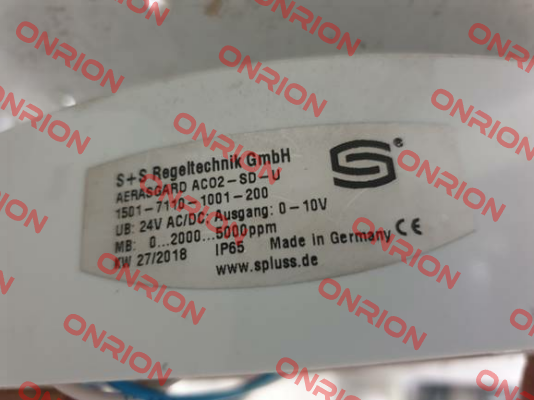 S+S Regeltechnik GmbH
AERASGARD ACO2-SD-U
1501-7110-1001-200
UB: 24V AC/DC; Ausgang: 0-10V
MB: 0...2000...5000ppm
KW 27/2018 IP65 Made in Germany CE
www.spluss.de
S ®
ONRION
ONRION
ONRION
ONRION
ONRION
ONRION
ONRION
ONRION
ONRION
ONRION
ONRION